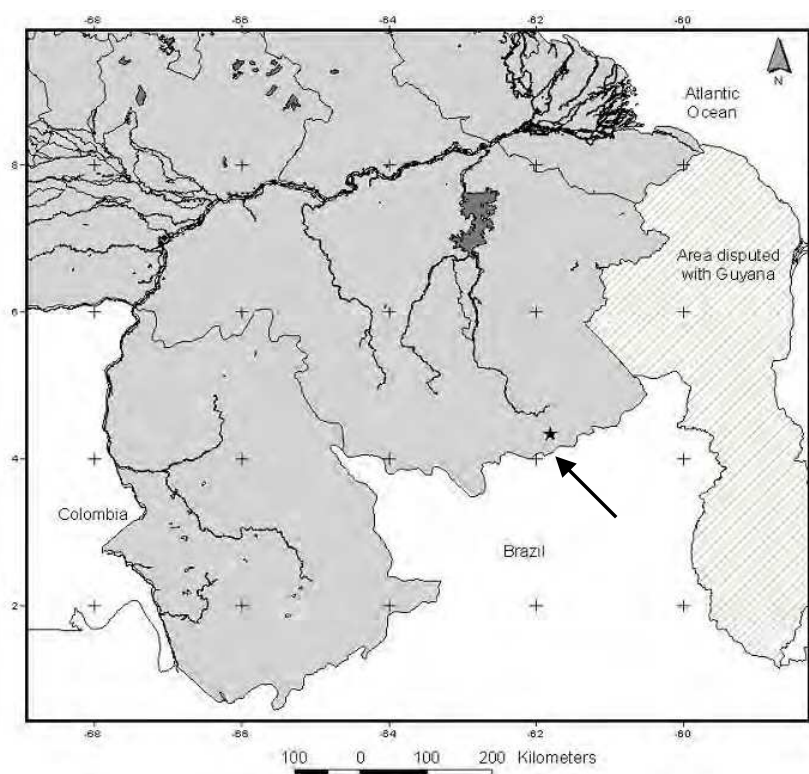 -68 -66 -64 -62 -60
N
Atlantic
Ocean
8
Area disputed
with Guyana
6
4
Colombia
Brazil
2
-68 -66 -64 -62 -60
100 0 100 200 Kilometers